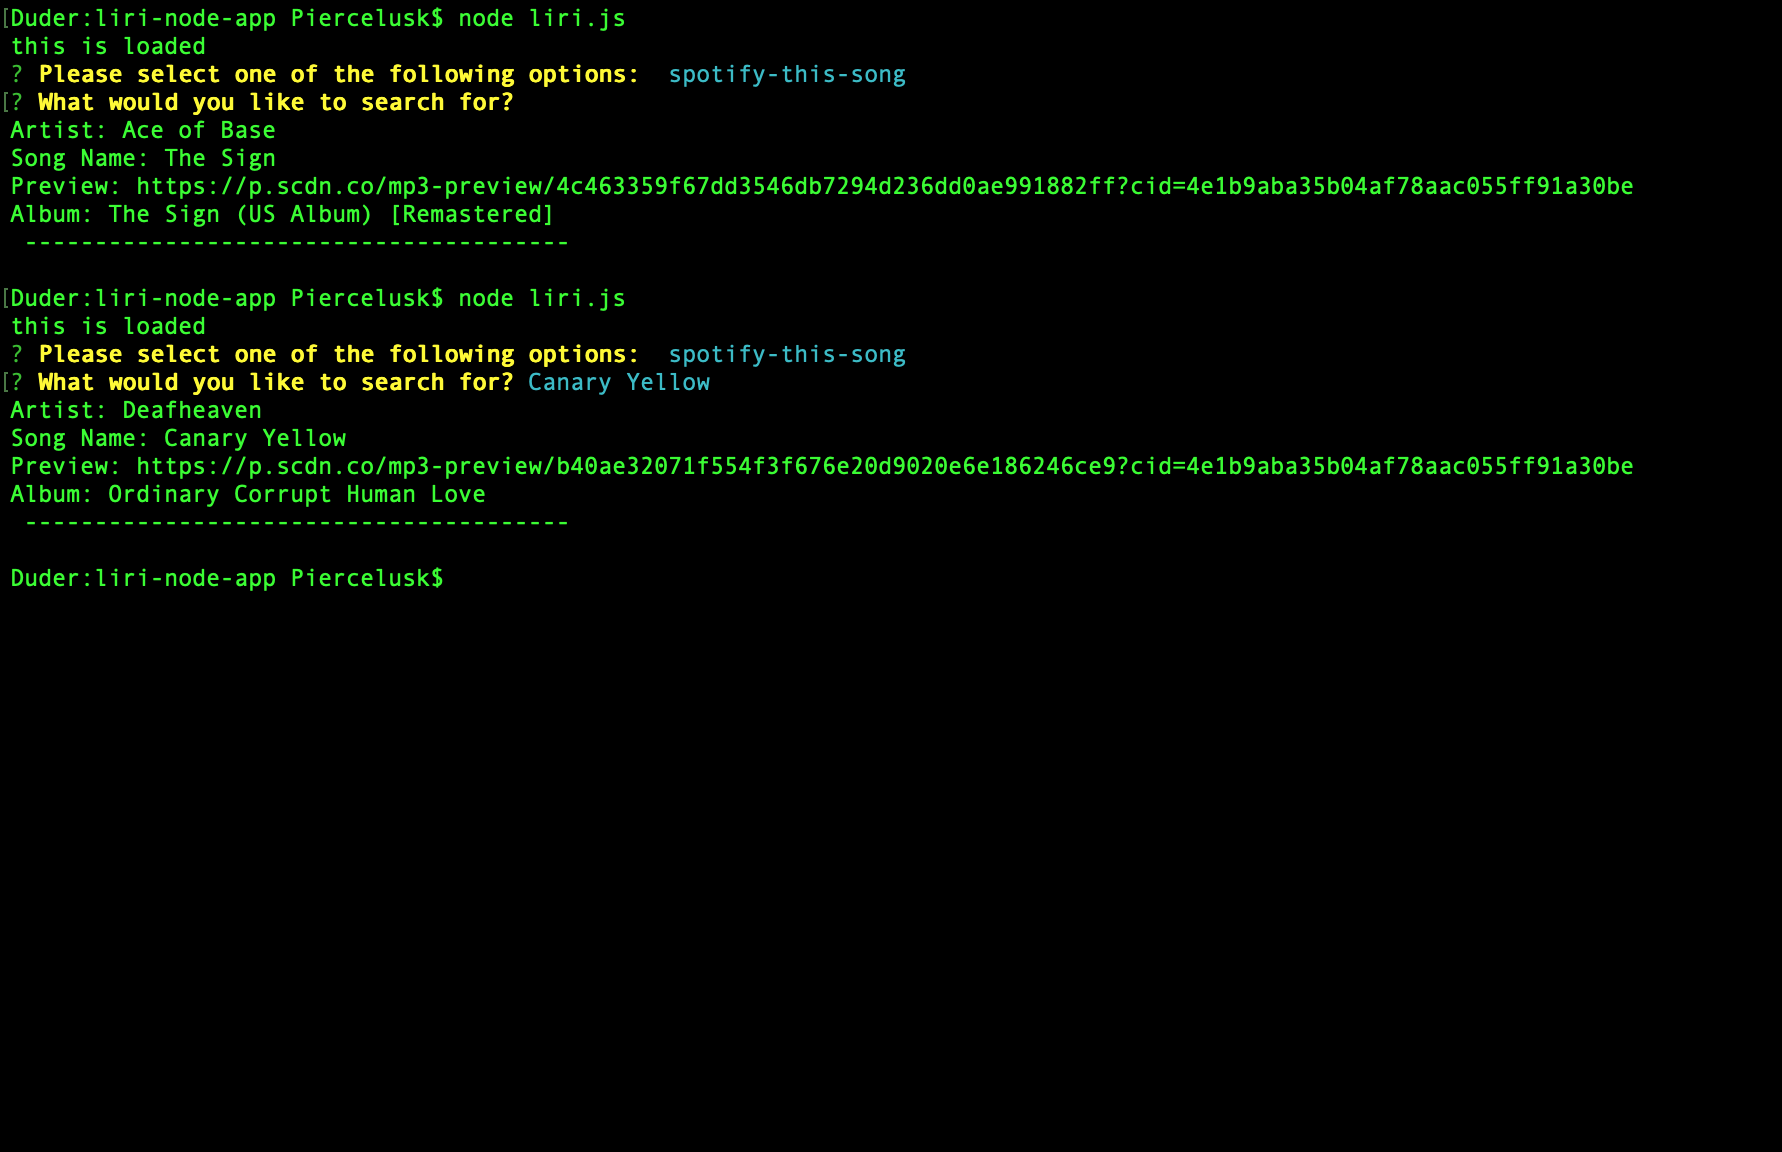 [Duder:liri-node-app Piercelusk$ node liri.js
this is loaded
? Please select one of the following options:  spotify-this-song
[? What would you like to search for?
Artist: Ace of Base
Song Name: The Sign
Preview: https://p.scdn.co/mp3-preview/4c463359f67dd3546db7294d236dd0ae991882ff?cid=4e1b9aba35b04af78aac055ff91a30be
Album: The Sign (US Album) [Remastered]
---------------------------------------
[Duder:liri-node-app Piercelusk$ node liri.js
this is loaded
? Please select one of the following options:  spotify-this-song
[? What would you like to search for? Canary Yellow
Artist: Deafheaven
Song Name: Canary Yellow
Preview: https://p.scdn.co/mp3-preview/b40ae32071f554f3f676e20d9020e6e186246ce9?cid=4e1b9aba35b04af78aac055ff91a30be
Album: Ordinary Corrupt Human Love
---------------------------------------
Duder:liri-node-app Piercelusk$